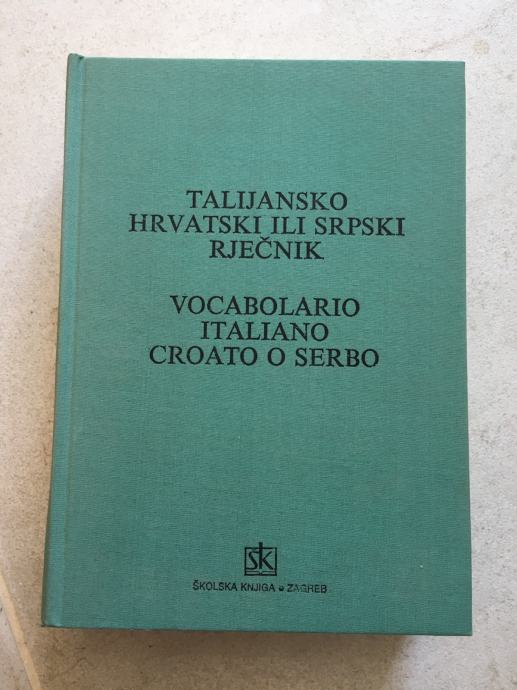 TALIJANSKO
HRVATSKI ILI SRPSKI
RJEČNIK
VOCABOLARIO
ITALIANO
CROATO O SERBO
ŠK
ŠKOLSKA KNJIGA • ZAGREB